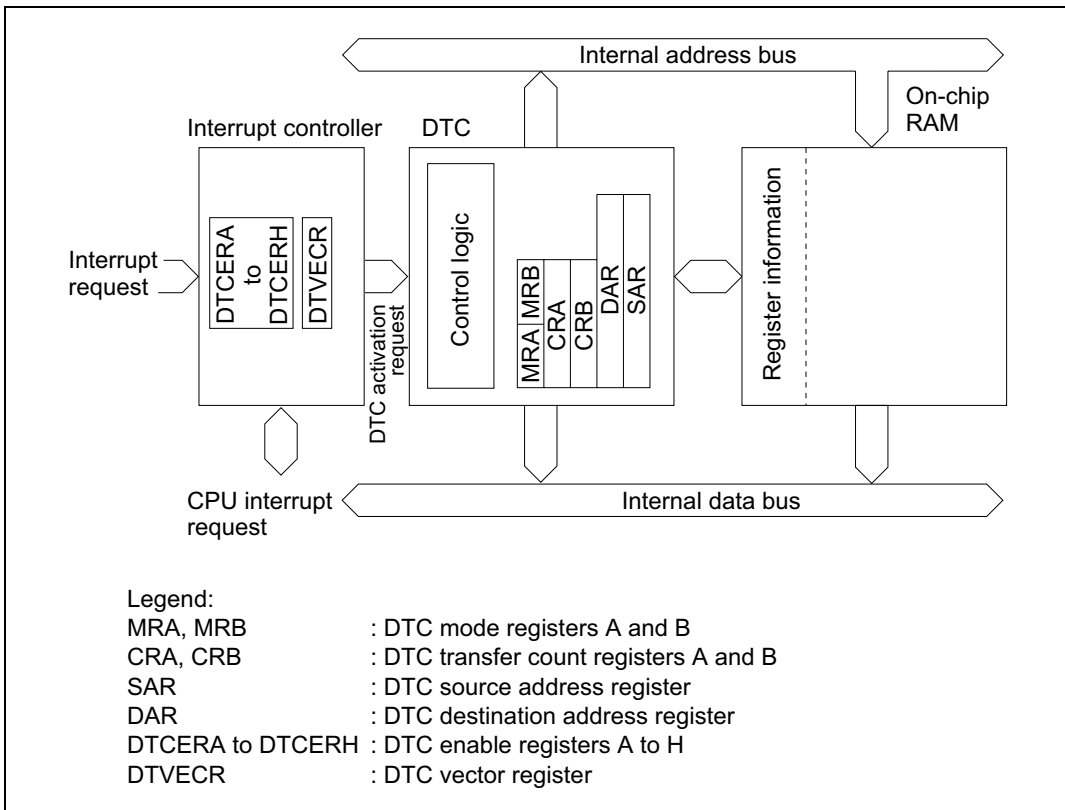 Internal address bus
On-chip
RAM
Interrupt controller
DTC
Interrupt
request
DTCERA
to
DTCERH
DTVECR
DTC activation
request
Control logic
MRA
MRB
CRA
CRB
DAR
SAR
Register information
CPU interrupt
request
Internal data bus
Legend:
MRA, MRB : DTC mode registers A and B
CRA, CRB : DTC transfer count registers A and B
SAR : DTC source address register
DAR : DTC destination address register
DTCERA to DTCERH : DTC enable registers A to H
DTVECR : DTC vector register